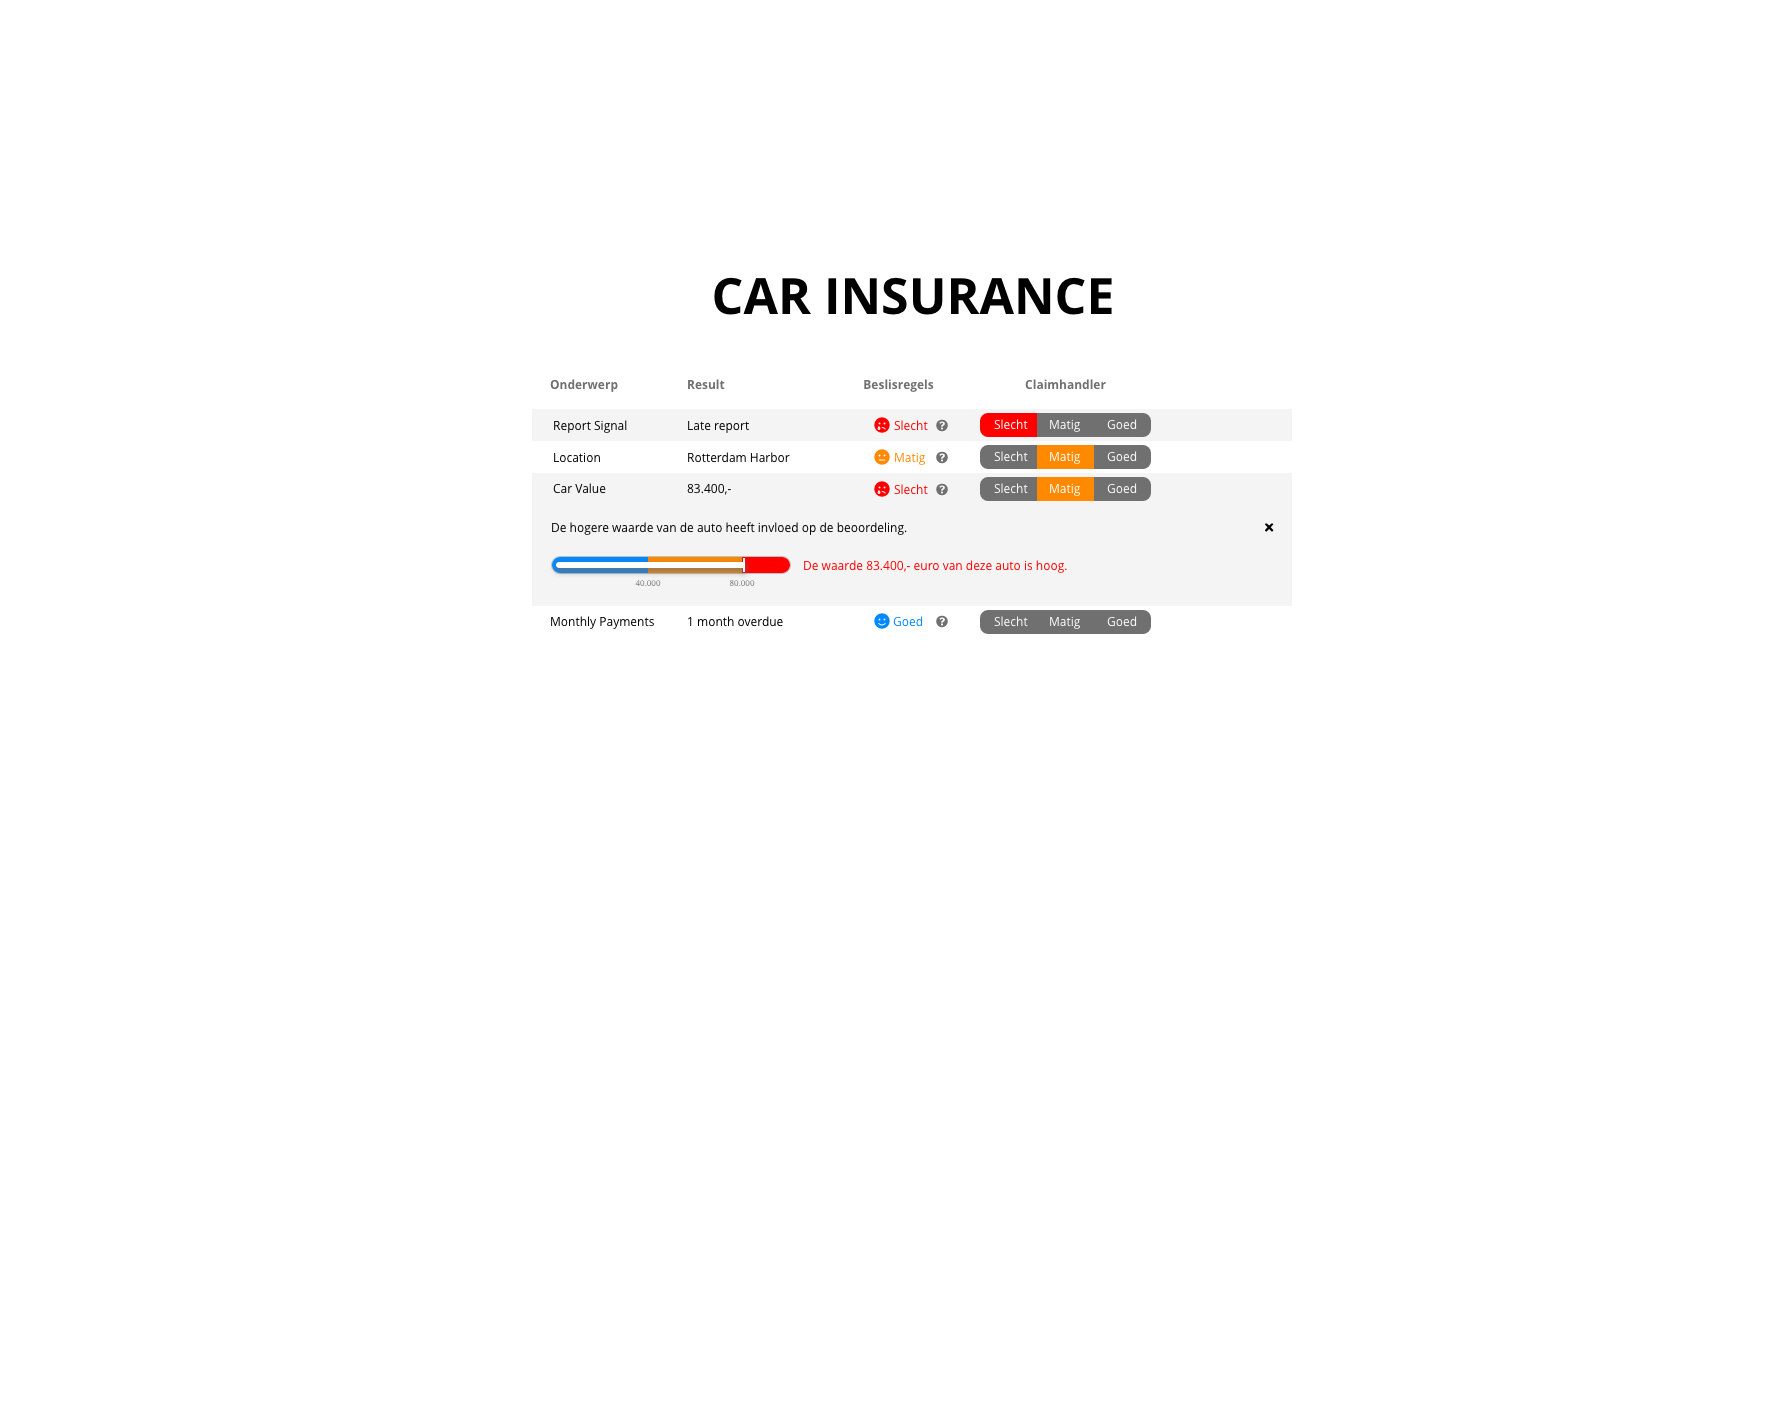 CAR INSURANCE
Onderwerp Result Beslisregels Claimhandler
Report Signal Late report Slecht ? Slecht Matig Goed
Location Rotterdam Harbor Matig ? Slecht Matig Goed
Car Value 83.400,- Slecht ? Slecht Matig Goed
De hogere waarde van de auto heeft invloed op de beoordeling.
De waarde 83.400,- euro van deze auto is hoog.
40.000 80.000
Monthly Payments 1 month overdue Goed ? Slecht Matig Goed